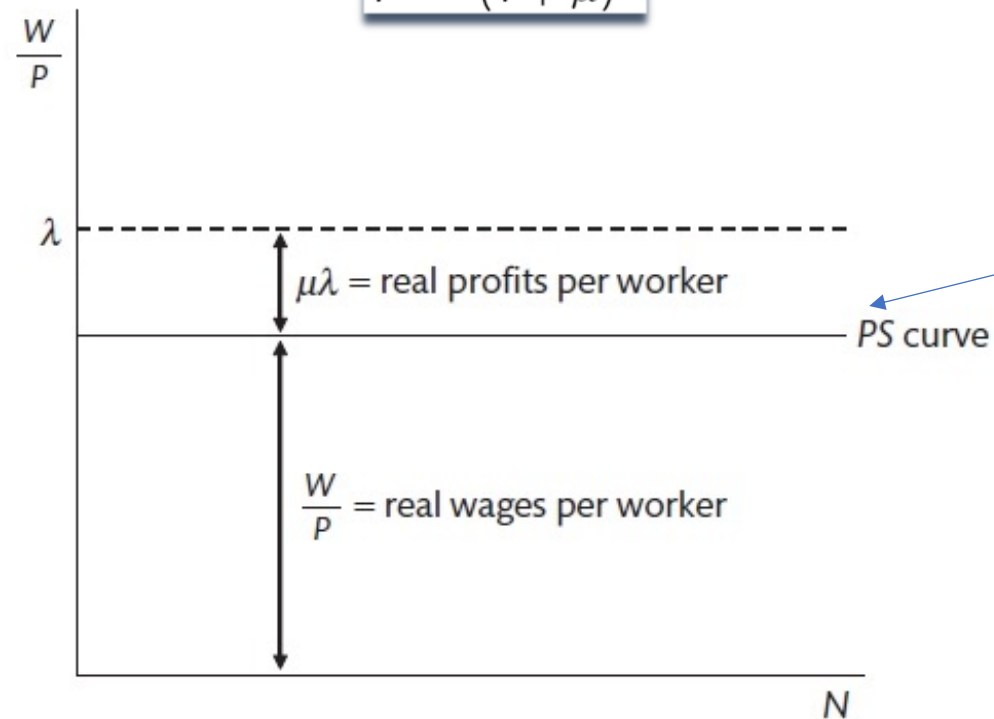 W
P
λ
μλ = real profits per worker
PS curve
W
P
= real wages per worker
N